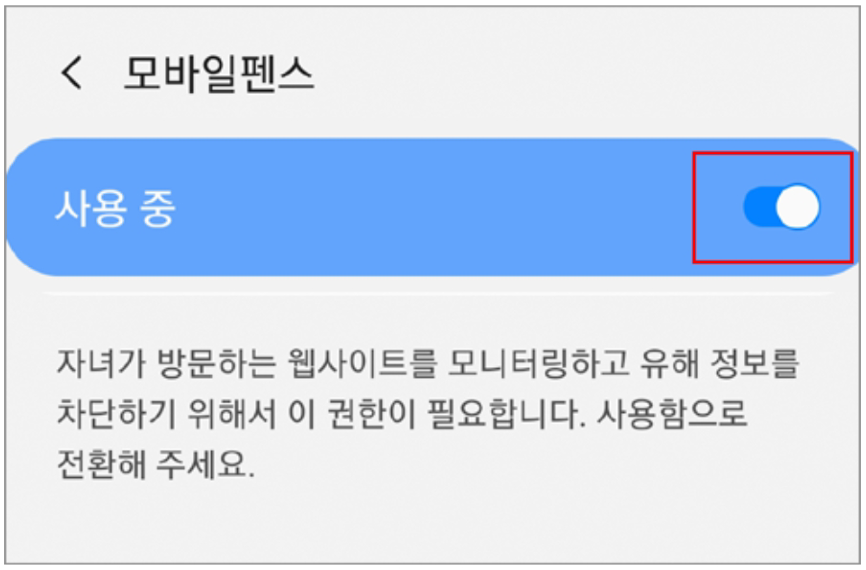 모바일펜스
사용 중
자녀가 방문하는 웹사이트를 모니터링하고 유해 정보를
차단하기 위해서 이 권한이 필요합니다. 사용함으로
전환해 주세요.